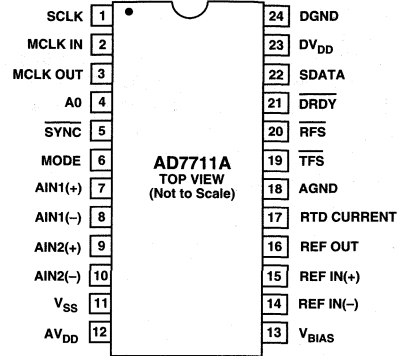 SCLK 1 24 DGND
MCLK IN 2 23 DVDD
MCLK OUT 3 22 SDATA
A0 4 21 DRDY
SYNC 5 20 RFS
MODE 6 19 TFS
AD7711A
TOP VIEW
(Not to Scale)
AIN1(+) 7 18 AGND
AIN1(–) 8 17 RTD CURRENT
AIN2(+) 9 16 REF OUT
AIN2(–) 10 15 REF IN(+)
VSS 11 14 REF IN(–)
AVDD 12 13 VBIAS